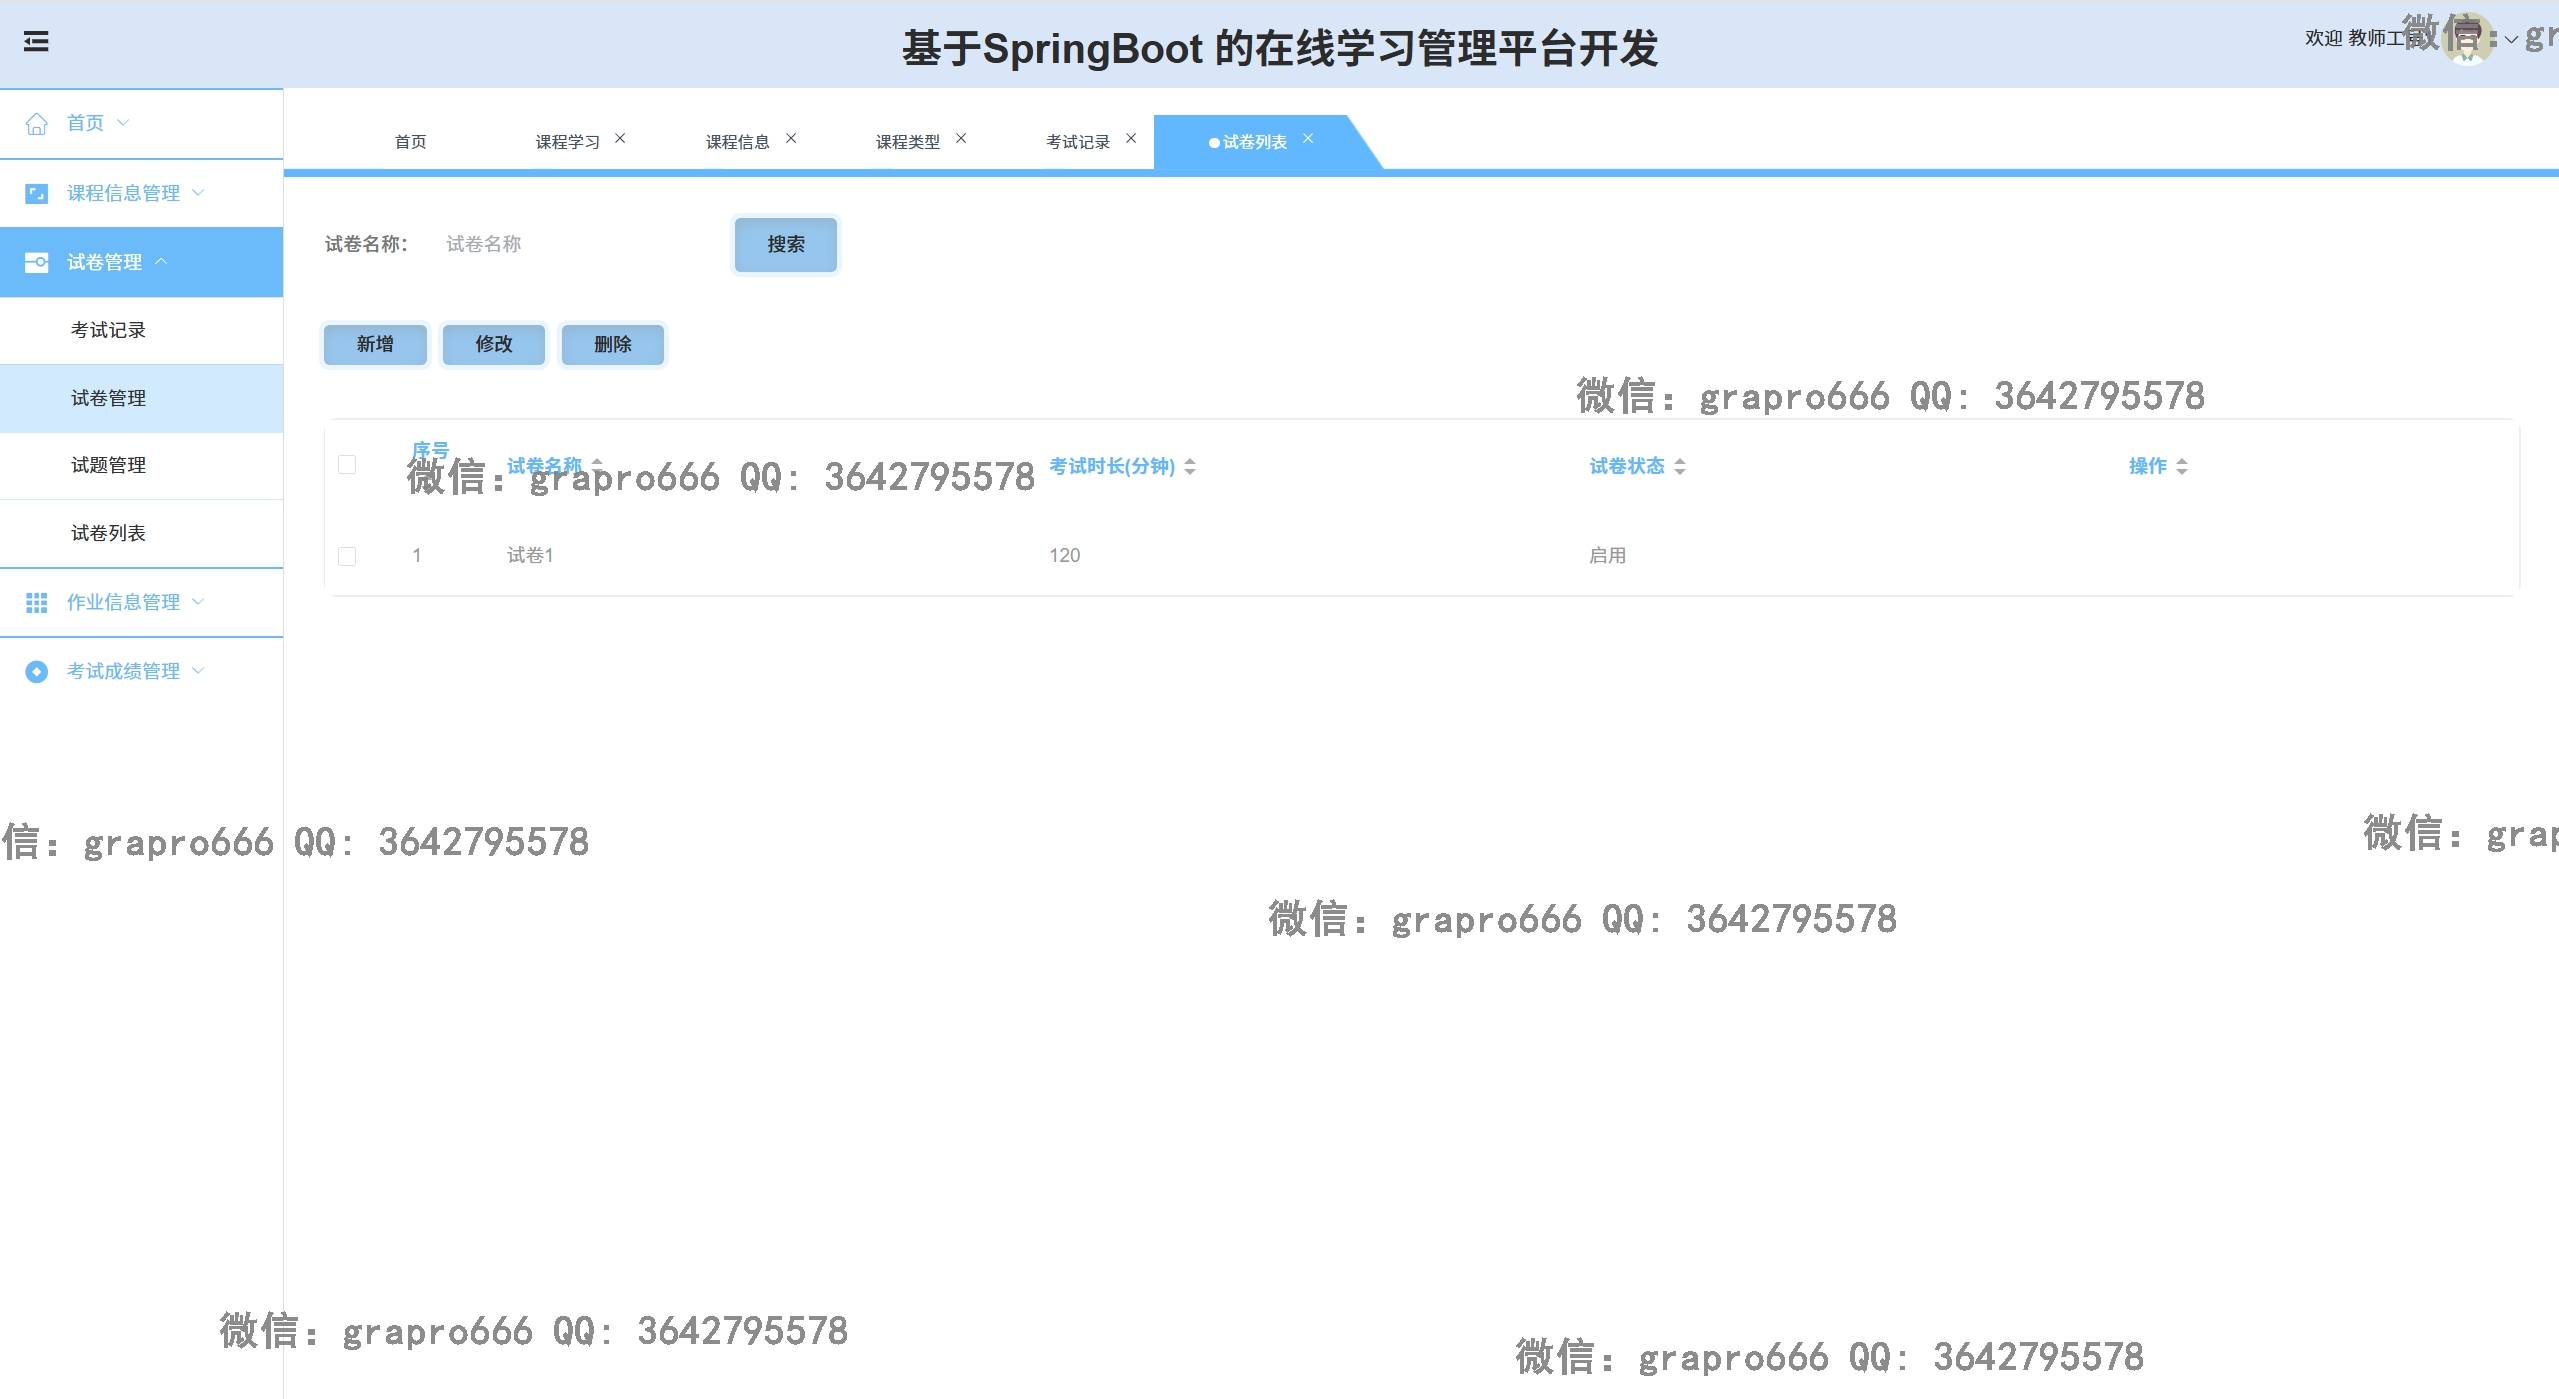 基于SpringBoot 的在线学习管理平台开发
欢迎 教师工
微信: gr
首页
课程信息管理
试卷管理
考试记录
试卷管理
试题管理
试卷列表
作业信息管理
考试成绩管理
首页 课程学习 课程信息 课程类型 考试记录 试卷列表
试卷名称: 试卷名称 搜索
新增 修改 删除
微信: grapro666 QQ: 3642795578
序号 试卷名称 考试时长(分钟) 试卷状态 操作
微信: grapro666 QQ: 3642795578
1 试卷1 120 启用
信: grapro666 QQ: 3642795578
微信: grap
微信: grapro666 QQ: 3642795578
微信: grapro666 QQ: 3642795578
微信: grapro666 QQ: 3642795578